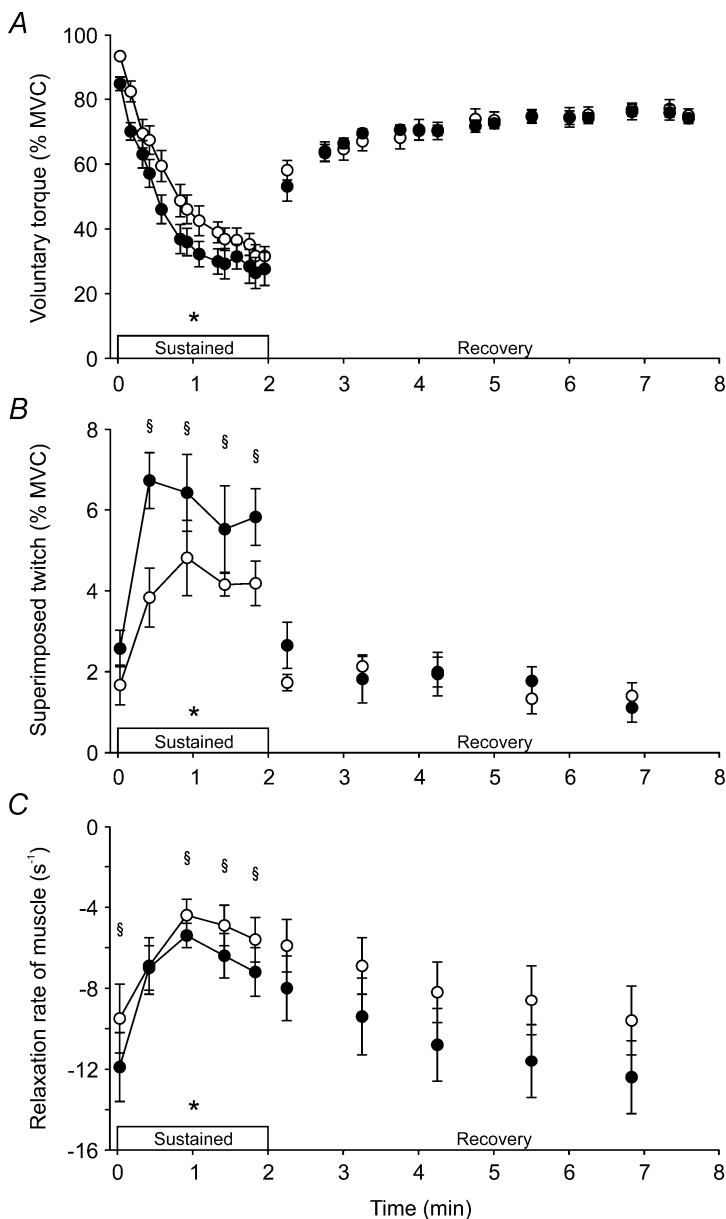 A
Voluntary torque (% MVC)
100
80
60
40
20
0
*
Sustained
Recovery
0 1 2 3 4 5 6 7 8
B
Superimposed twitch (% MVC)
8
6
4
2
0
§ § § §
*
Sustained
Recovery
0 1 2 3 4 5 6 7 8
C
Relaxation rate of muscle (s⁻¹)
0
-4
-8
-12
-16
§ § § §
*
Sustained
Recovery
0 1 2 3 4 5 6 7 8
Time (min)